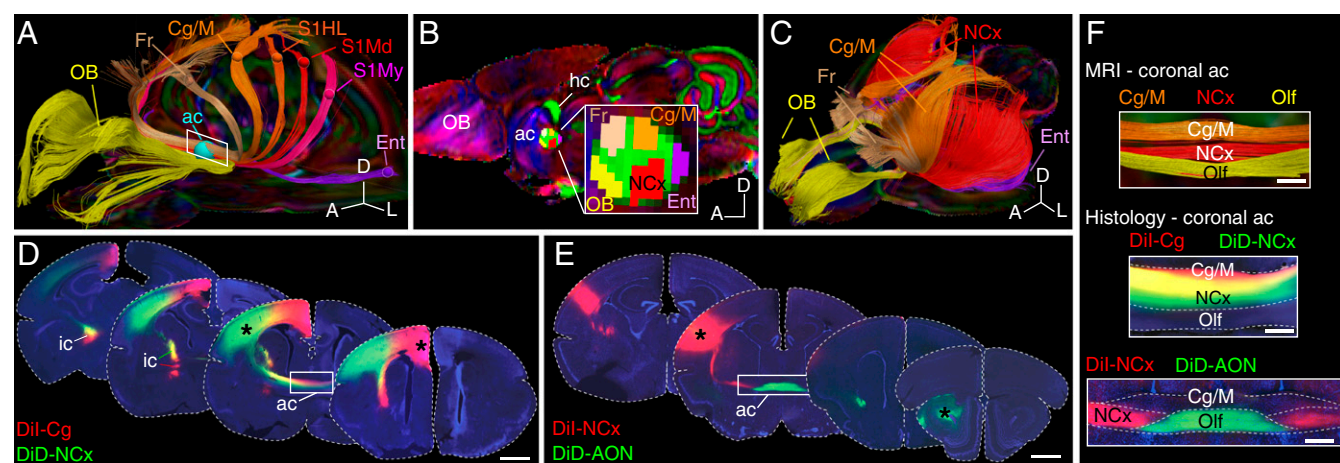 A
Cg/M
S1HL
Fr
S1Md
OB
S1My
ac
Ent
D
A
L
B
hc
Fr
Cg/M
OB
ac
NCx
OB
Ent
D
A
C
NCx
Cg/M
Fr
OB
Ent
D
A
L
D
ic
ic
*
*
ac
DiI-Cg
DiD-NCx
E
*
ac
*
DiI-NCx
DiD-AON
F
MRI - coronal ac
Cg/M NCx Olf
Cg/M
NCx
Olf
Histology - coronal ac
DiI-Cg DiD-NCx
Cg/M
NCx
Olf
DiI-NCx DiD-AON
Cg/M
NCx
Olf